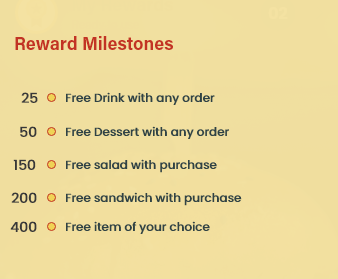 Reward Milestones
25 Free Drink with any order
50 Free Dessert with any order
150 Free salad with purchase
200 Free sandwich with purchase
400 Free item of your choice